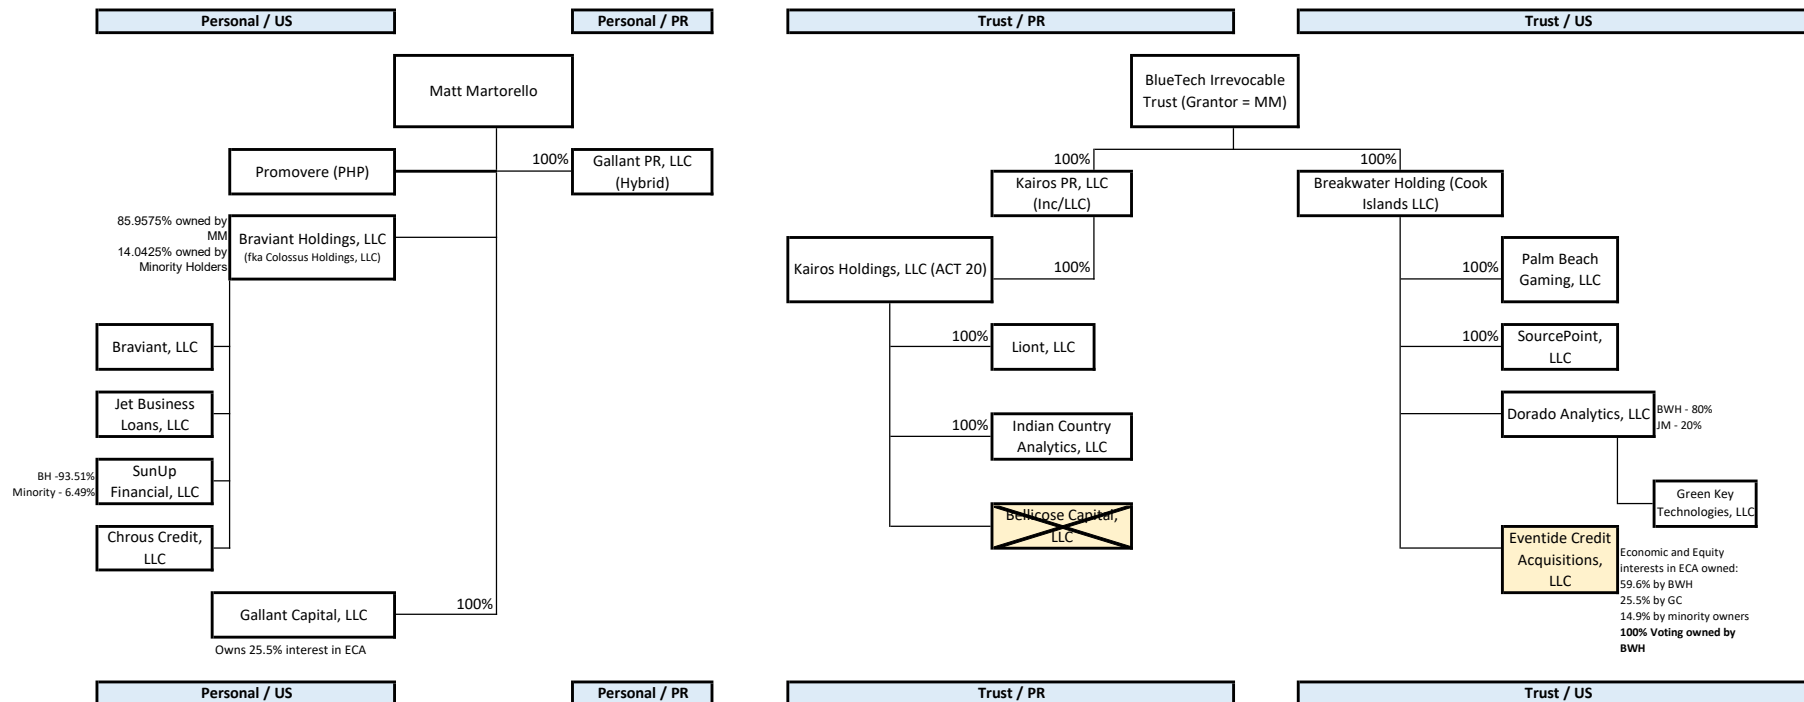 Personal / US
Personal / PR
Trust / PR
Trust / US
Matt Martorello
BlueTech Irrevocable
Trust (Grantor = MM)
Promovere (PHP)
100%
Gallant PR, LLC
(Hybrid)
100%
100%
Kairos PR, LLC
(Inc/LLC)
Breakwater Holding (Cook
Islands LLC)
85.9575% owned by
MM
14.0425% owned by
Minority Holders
Braviant Holdings, LLC
(fka Colossus Holdings, LLC)
Kairos Holdings, LLC (ACT 20)
100%
100%
Palm Beach
Gaming, LLC
Braviant, LLC
100%
Liont, LLC
100%
SourcePoint,
LLC
Jet Business
Loans, LLC
100%
Indian Country
Analytics, LLC
Dorado Analytics, LLC
BWH - 80%
JM - 20%
BH -93.51%
Minority - 6.49%
SunUp
Financial, LLC
Green Key
Technologies, LLC
Chrous Credit,
LLC
Bellicose Capital,
LLC
Eventide Credit
Acquisitions,
LLC
Economic and Equity
interests in ECA owned:
59.6% by BWH
25.5% by GC
14.9% by minority owners
100% Voting owned by
BWH
Gallant Capital, LLC
100%
Owns 25.5% interest in ECA
Personal / US
Personal / PR
Trust / PR
Trust / US